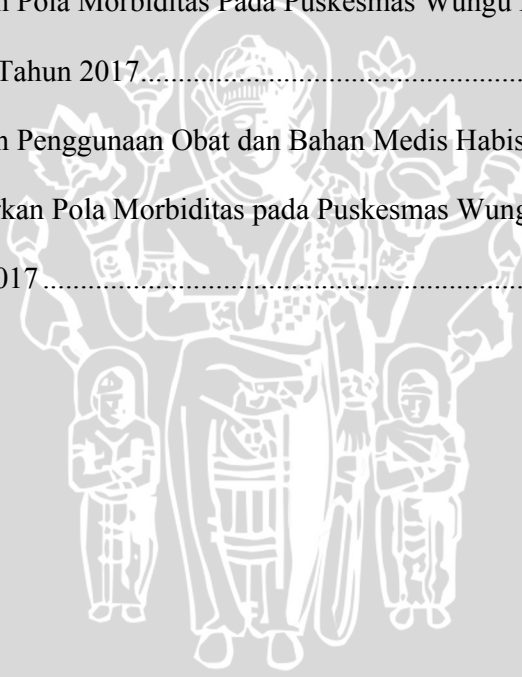 Pola Morbiditas Pada Puskesmas Wungu
Tahun 2017..............................................................
Penggunaan Obat dan Bahan Medis Habis
rkan Pola Morbiditas pada Puskesmas Wung
017..............................................................................